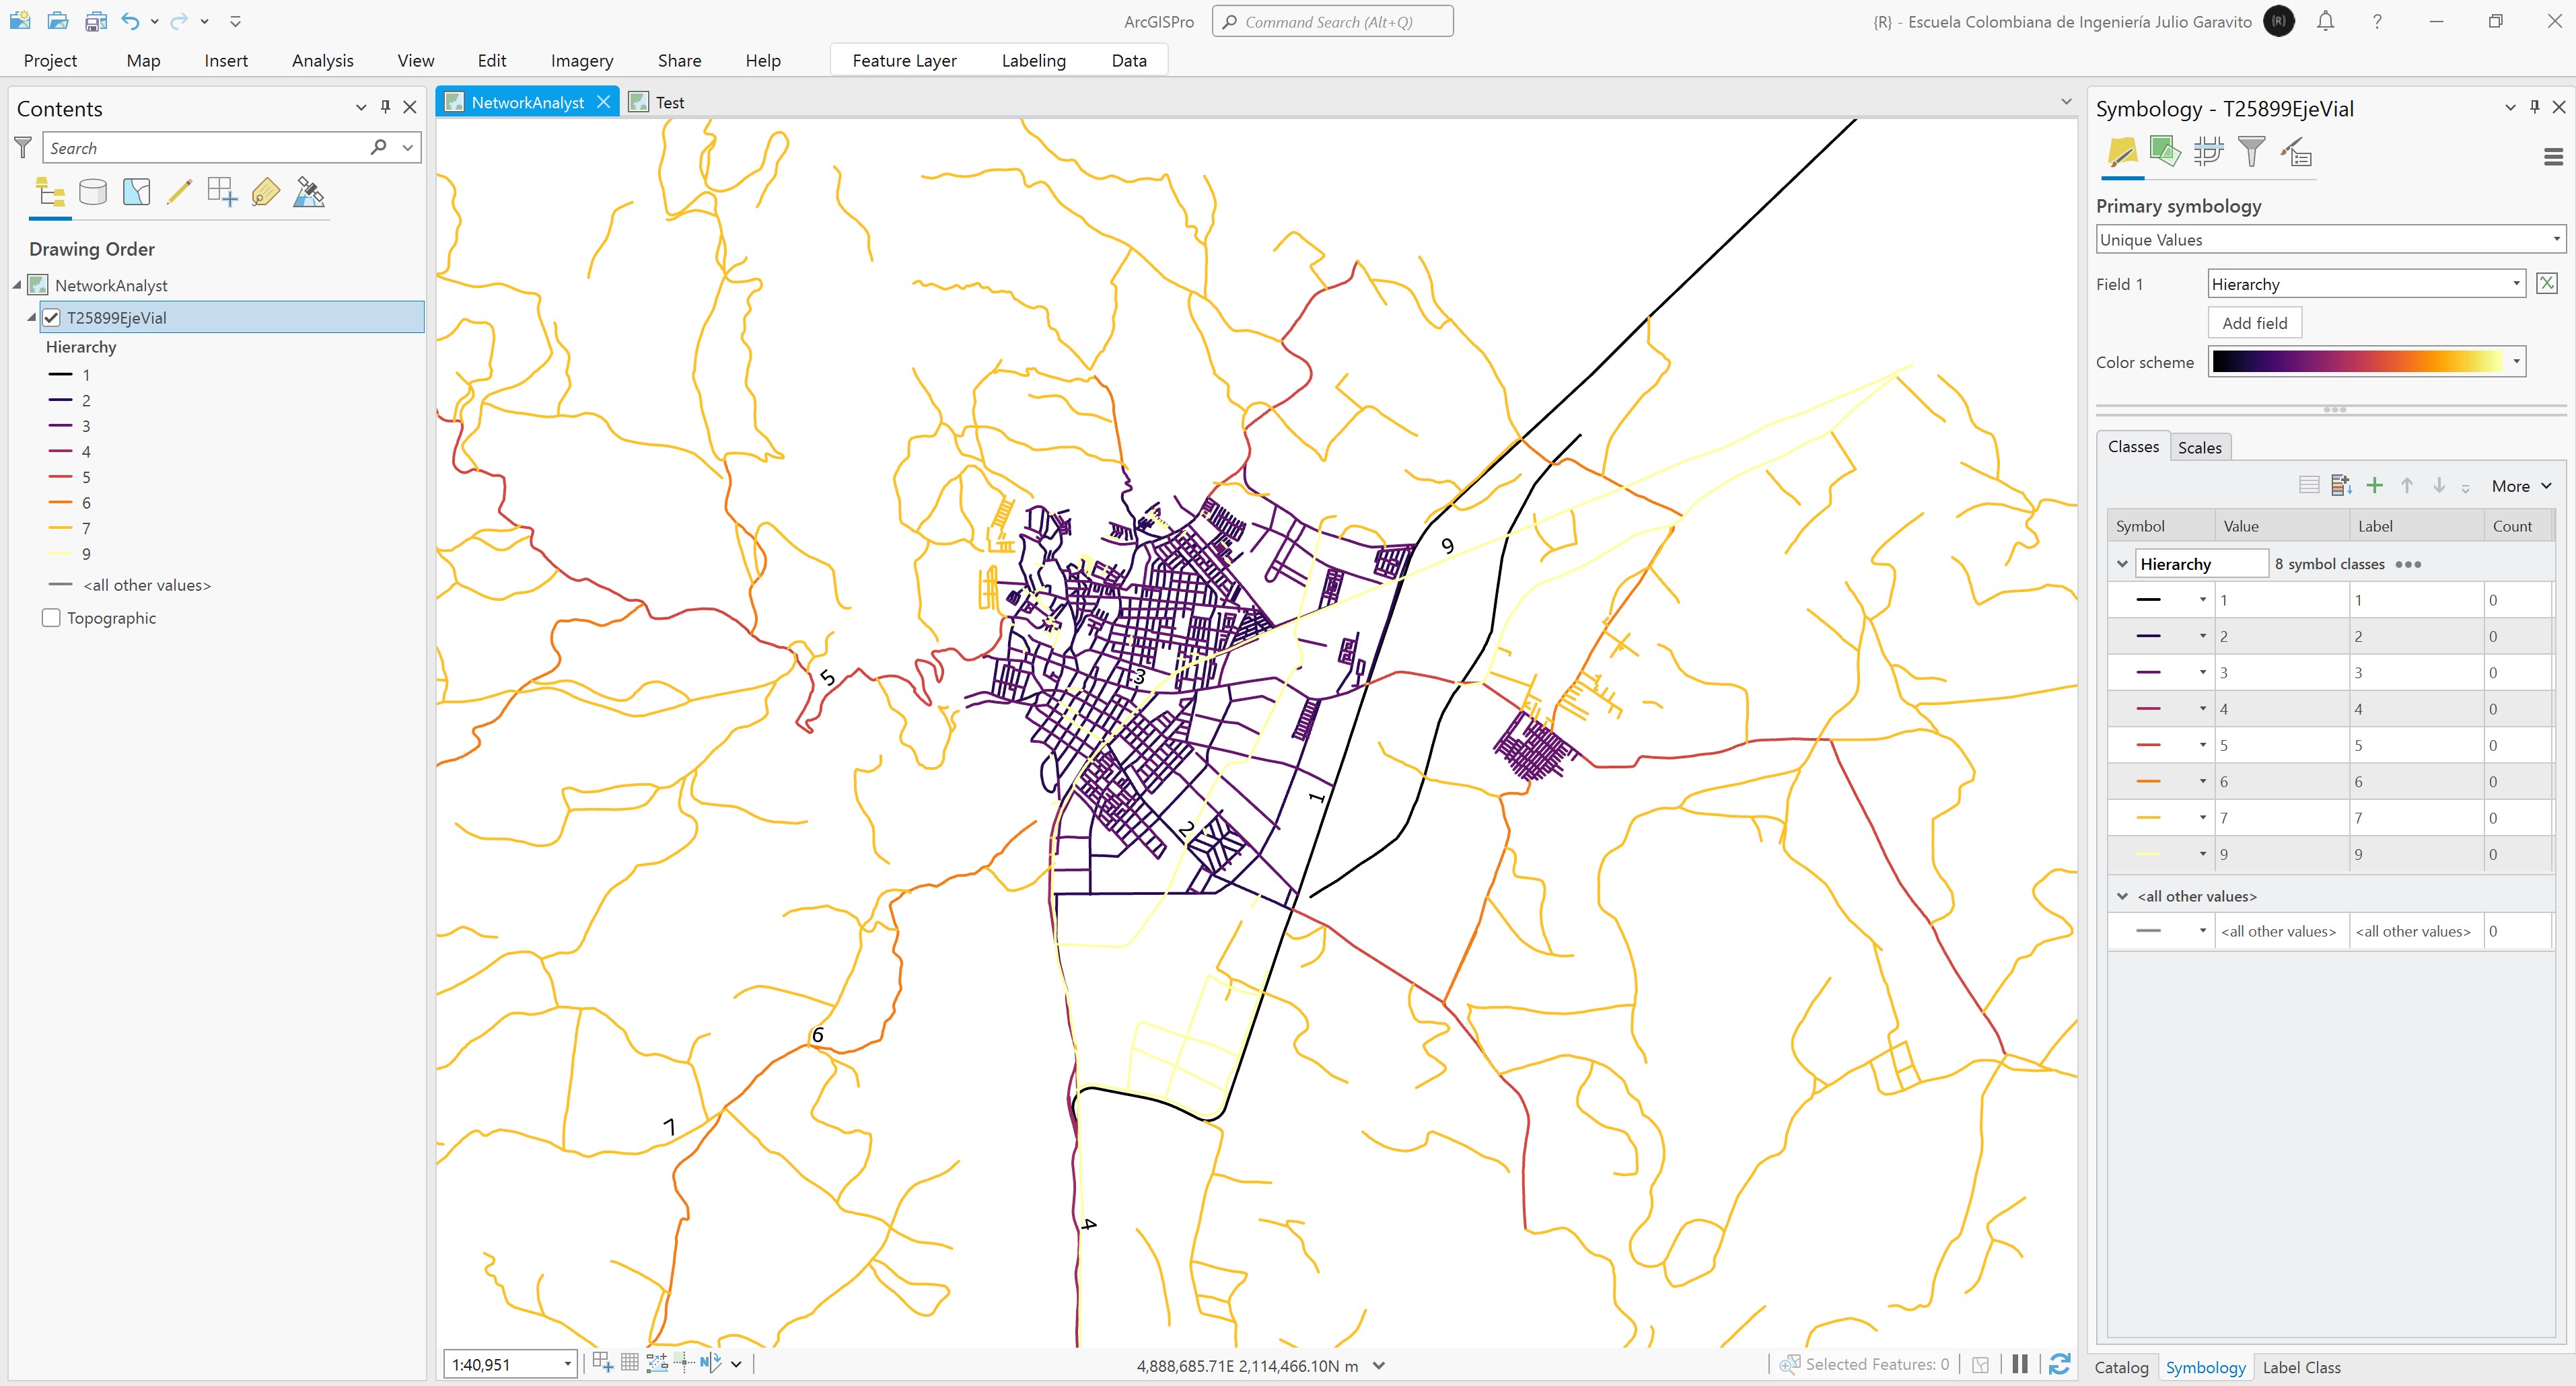 ArcGISPro
Command Search (Alt+Q)
{R} - Escuela Colombiana de Ingeniería Julio Garavito
{R}
?
Project Map Insert Analysis View Edit Imagery Share Help Feature Layer Labeling Data
Contents
Search
Drawing Order
NetworkAnalyst
T25899EjeVial
Hierarchy
1
2
3
4
5
6
7
9
<all other values>
Topographic
NetworkAnalyst Test
9
5
3
1
2
6
7
4
1:40,951
4,888,685.71E 2,114,466.10N m
Selected Features: 0
Symbology - T25899EjeVial
Primary symbology
Unique Values
Field 1 Hierarchy
Add field
Color scheme
Classes Scales
More
Symbol Value Label Count
Hierarchy 8 symbol classes
1 1 0
2 2 0
3 3 0
4 4 0
5 5 0
6 6 0
7 7 0
9 9 0
<all other values>
<all other values> <all other values> 0
Catalog Symbology Label Class